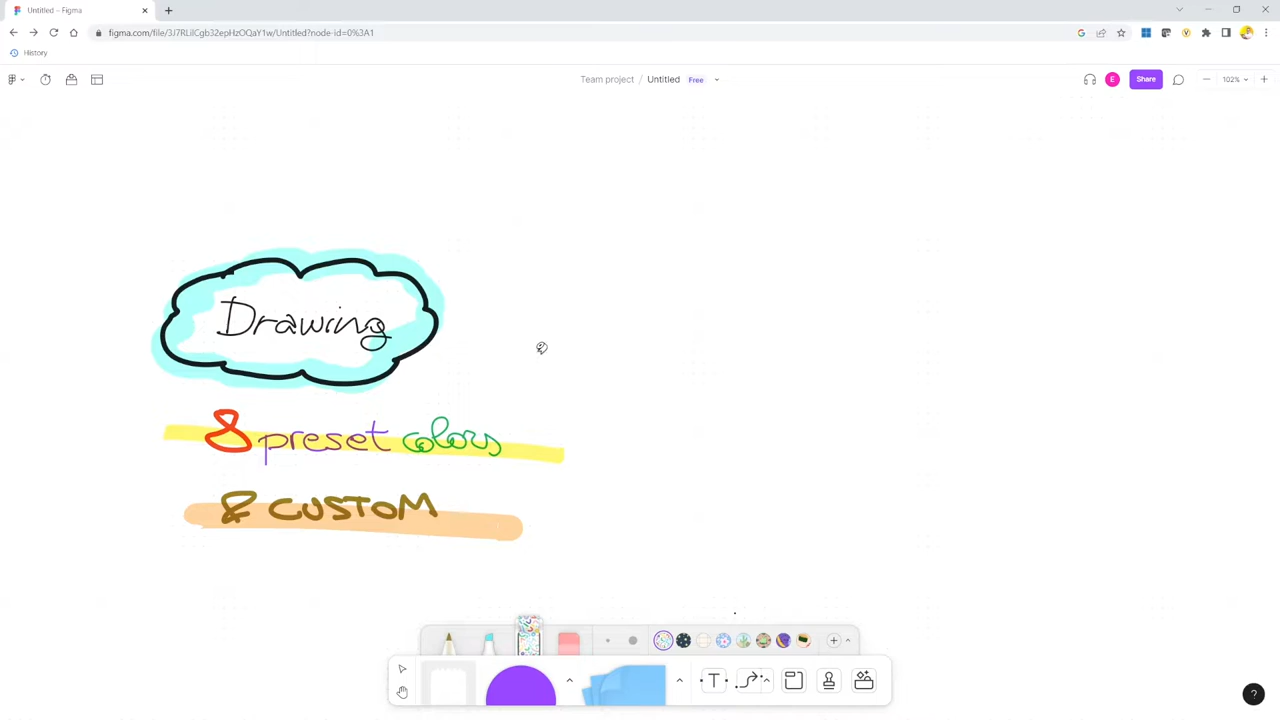 Untitled – Figma
figma.com/file/3J7RLilCgb32epHzOQaY1w/Untitled?node-id=0%3A1
History
Team project / Untitled Free
E
Share
102%
Drawing
8 preset colors
& CUSTOM
T
?